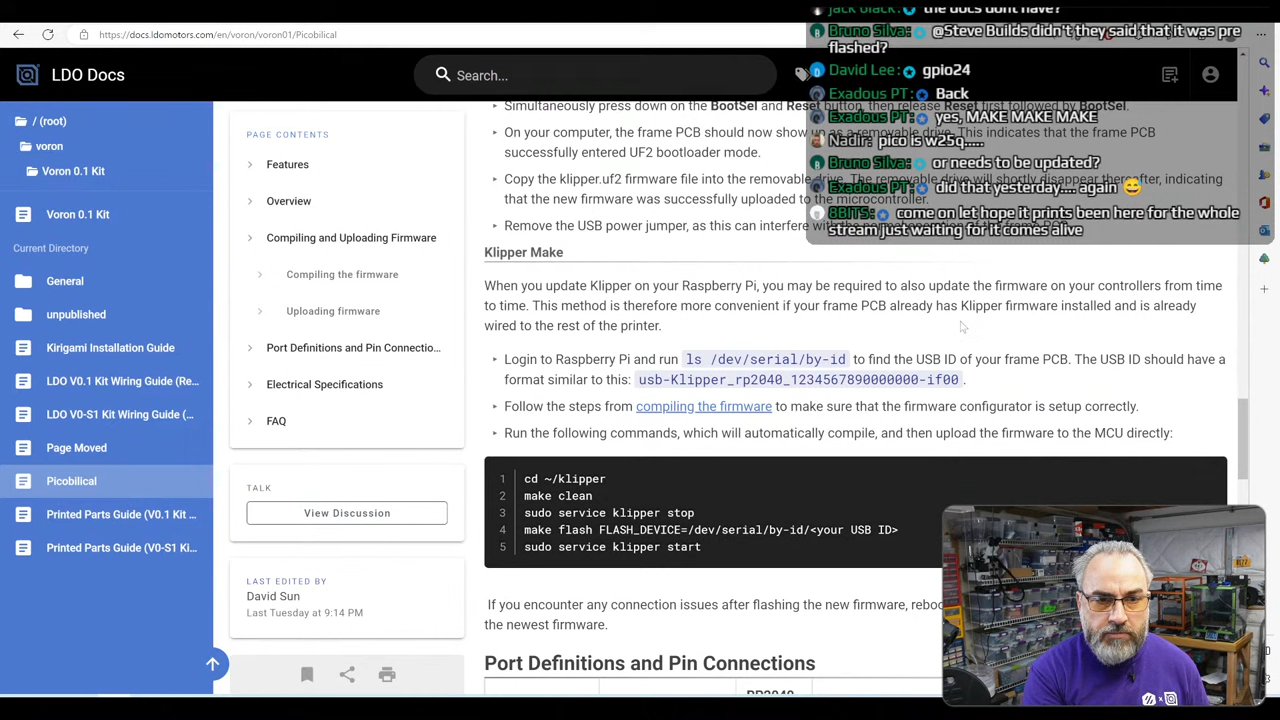 https://docs.ldomotors.com/en/voron/voron01/Picobilical
LDO Docs
Search...
the docs dont have?
Bruno Silva: @Steve Builds didn't they said that it was pre
flashed?
David Lee: gpio24
Exadous PT: Back
Exadous PT: yes, MAKE MAKE MAKE
Nadir: pico is w25q.....
Bruno Silva: or needs to be updated?
Exadous PT: did that yesterday.... again 😅
8BITS: come on let hope it prints been here for the whole
stream just waiting for it comes alive
/ (root)
voron
Voron 0.1 Kit
Voron 0.1 Kit
Current Directory
General
unpublished
Kirigami Installation Guide
LDO V0.1 Kit Wiring Guide (Re...
LDO V0-S1 Kit Wiring Guide (...
Page Moved
Picobilical
Printed Parts Guide (V0.1 Kit ...
Printed Parts Guide (V0-S1 Ki...
PAGE CONTENTS
Features
Overview
Compiling and Uploading Firmware
Compiling the firmware
Uploading firmware
Port Definitions and Pin Connectio...
Electrical Specifications
FAQ
TALK
View Discussion
LAST EDITED BY
David Sun
Last Tuesday at 9:14 PM
Simultaneously press down on the BootSel and Reset button, then release Reset first followed by BootSel.
On your computer, the frame PCB should now show up as a removable drive. This indicates that the frame PCB
successfully entered UF2 bootloader mode.
Copy the klipper.uf2 firmware file into the removable drive. The removable drive will shortly disappear thereafter, indicating
that the new firmware was successfully uploaded to the microcontroller.
Remove the USB power jumper, as this can interfere with the
Klipper Make
When you update Klipper on your Raspberry Pi, you may be required to also update the firmware on your controllers from time
to time. This method is therefore more convenient if your frame PCB already has Klipper firmware installed and is already
wired to the rest of the printer.
Login to Raspberry Pi and run ls /dev/serial/by-id to find the USB ID of your frame PCB. The USB ID should have a
format similar to this: usb-Klipper_rp2040_1234567890000000-if00.
Follow the steps from compiling the firmware to make sure that the firmware configurator is setup correctly.
Run the following commands, which will automatically compile, and then upload the firmware to the MCU directly:
1 cd ~/klipper
2 make clean
3 sudo service klipper stop
4 make flash FLASH_DEVICE=/dev/serial/by-id/<your USB ID>
5 sudo service klipper start
If you encounter any connection issues after flashing the new firmware,
the newest firmware.
Port Definitions and Pin Connections